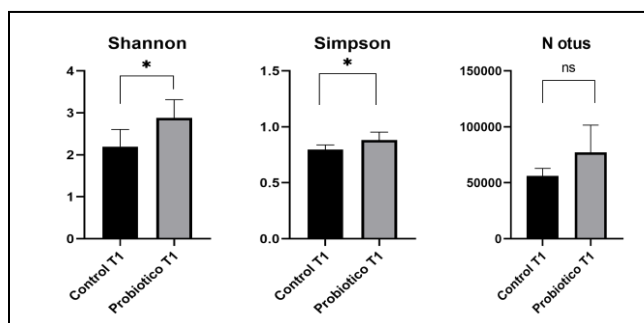 Shannon
4
3
2
1
0
*
Control T1
Probiotico T1
Simpson
1.5
1.0
0.5
0.0
*
Control T1
Probiotico T1
N otus
150000
100000
50000
0
ns
Control T1
Probiotico T1